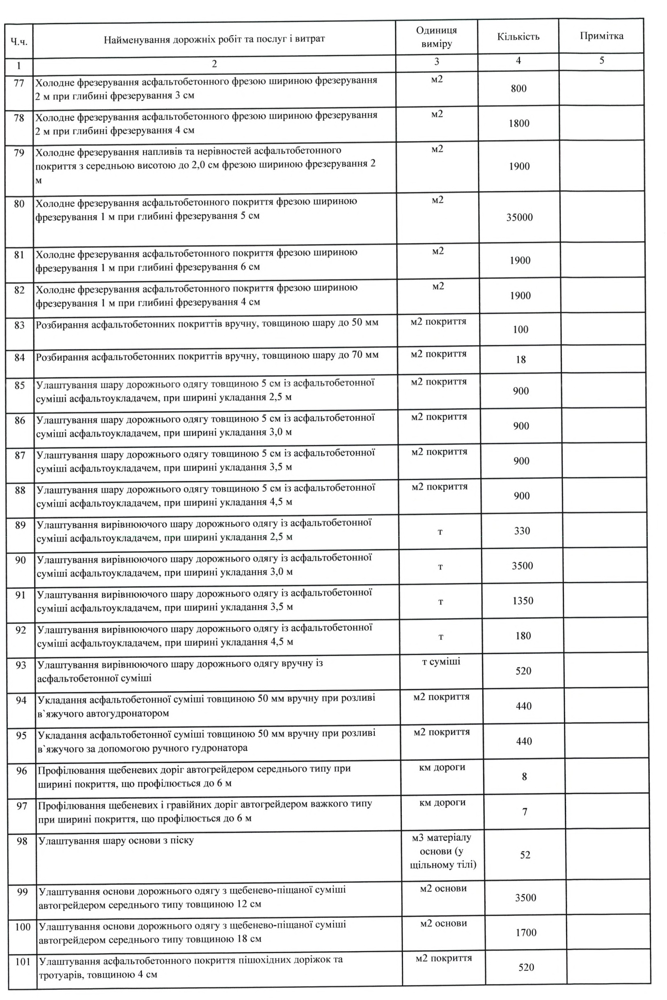 Ч.ч. Найменування дорожніх робіт та послуг і витрат Одиниця виміру Кількість Примітка
1 2 3 4 5
77 Холодне фрезерування асфальтобетонного фрезою шириною фрезерування м2 800
2 м при глибині фрезерування 3 см
78 Холодне фрезерування асфальтобетонного фрезою шириною фрезерування м2 1800
2 м при глибині фрезерування 4 см
79 Холодне фрезерування напливів та нерівностей асфальтобетонного м2 1900
покриття з середньою висотою до 2,0 см фрезою шириною фрезерування 2
м
80 Холодне фрезерування асфальтобетонного покриття фрезою шириною м2 35000
фрезерування 1 м при глибині фрезерування 5 см
81 Холодне фрезерування асфальтобетонного покриття фрезою шириною м2 1900
фрезерування 1 м при глибині фрезерування 6 см
82 Холодне фрезерування асфальтобетонного покриття фрезою шириною м2 1900
фрезерування 1 м при глибині фрезерування 4 см
83 Розбирання асфальтобетонних покриттів вручну, товщиною шару до 50 мм м2 покриття 100
84 Розбирання асфальтобетонних покриттів вручну, товщиною шару до 70 мм м2 покриття 18
85 Улаштування шару дорожнього одягу товщиною 5 см із асфальтобетонної м2 покриття 900
суміші асфальтоукладачем, при ширині укладання 2,5 м
86 Улаштування шару дорожнього одягу товщиною 5 см із асфальтобетонної м2 покриття 900
суміші асфальтоукладачем, при ширині укладання 3,0 м
87 Улаштування шару дорожнього одягу товщиною 5 см із асфальтобетонної м2 покриття 900
суміші асфальтоукладачем, при ширині укладання 3,5 м
88 Улаштування шару дорожнього одягу товщиною 5 см із асфальтобетонної м2 покриття 900
суміші асфальтоукладачем, при ширині укладання 4,5 м
89 Улаштування вирівнюючого шару дорожнього одягу із асфальтобетонної т 330
суміші асфальтоукладачем, при ширині укладання 2,5 м
90 Улаштування вирівнюючого шару дорожнього одягу із асфальтобетонної т 3500
суміші асфальтоукладачем, при ширині укладання 3,0 м
91 Улаштування вирівнюючого шару дорожнього одягу із асфальтобетонної т 1350
суміші асфальтоукладачем, при ширині укладання 3,5 м
92 Улаштування вирівнюючого шару дорожнього одягу із асфальтобетонної т 180
суміші асфальтоукладачем, при ширині укладання 4,5 м
93 Улаштування вирівнюючого шару дорожнього одягу вручну із т суміші 520
асфальтобетонної суміші
94 Укладання асфальтобетонної суміші товщиною 50 мм вручну при розливі м2 покриття 440
в`яжучого автогудронатором
95 Укладання асфальтобетонної суміші товщиною 50 мм вручну при розливі м2 покриття 440
в`яжучого за допомогою ручного гудронатора
96 Профілювання щебеневих доріг автогрейдером середнього типу при км дороги 8
ширині покриття, що профілюється до 6 м
97 Профілювання щебеневих і гравійних доріг автогрейдером важкого типу км дороги 7
при ширині покриття, що профілюється до 6 м
98 Улаштування шару основи з піску м3 матеріалу
основи (у 52
щільному тілі)
99 Улаштування основи дорожнього одягу з щебенево-піщаної суміші м2 основи 3500
автогрейдером середнього типу товщиною 12 см
100 Улаштування основи дорожнього одягу з щебенево-піщаної суміші м2 основи 1700
автогрейдером середнього типу товщиною 18 см
101 Улаштування асфальтобетонного покриття пішохідних доріжок та м2 покриття 520
тротуарів, товщиною 4 см